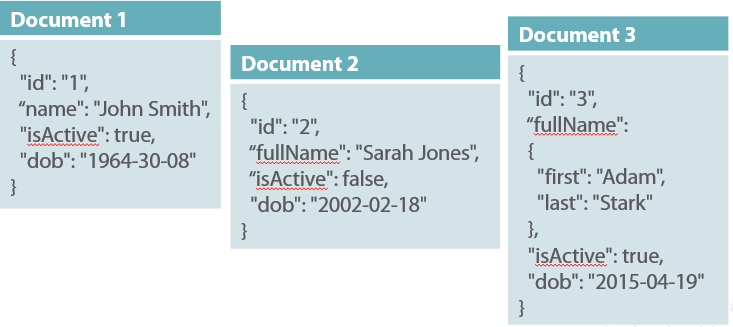 Document 1
{
"id": "1",
“name": "John Smith",
"isActive": true,
"dob": "1964-30-08"
}
Document 2
{
"id": "2",
“fullName": "Sarah Jones",
“isActive": false,
"dob": "2002-02-18"
}
Document 3
{
"id": "3",
“fullName":
{
"first": "Adam",
"last": "Stark"
},
"isActive": true,
"dob": "2015-04-19"
}